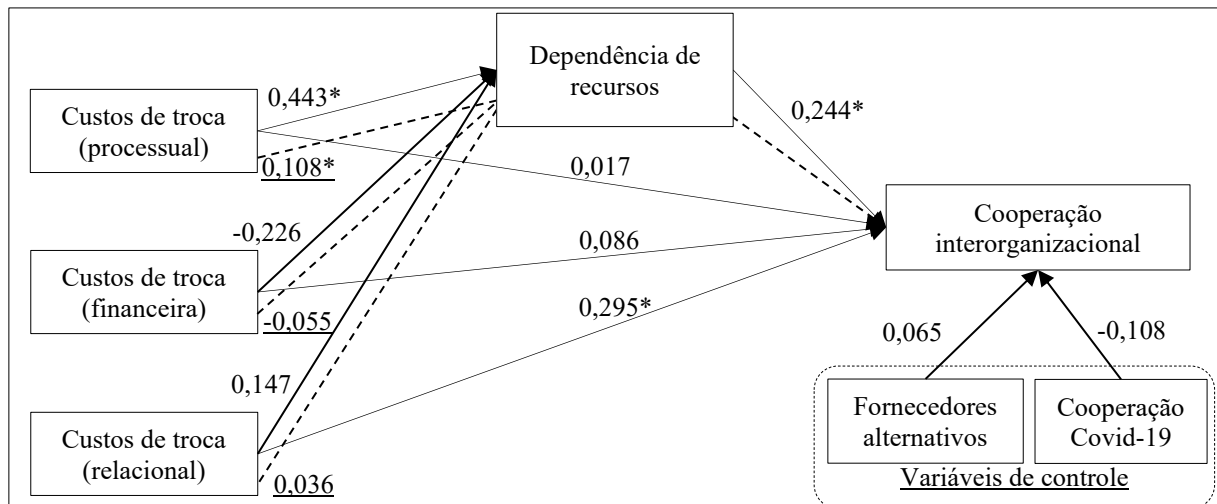 Dependência de
recursos
0,443*
0,244*
Custos de troca
(processual)
0,108*
0,017
Cooperação
interorganizacional
-0,226
0,086
Custos de troca
(financeira)
-0,055
0,295*
0,065
-0,108
0,147
Custos de troca
(relacional)
0,036
Fornecedores
alternativos
Cooperação
Covid-19
Variáveis de controle